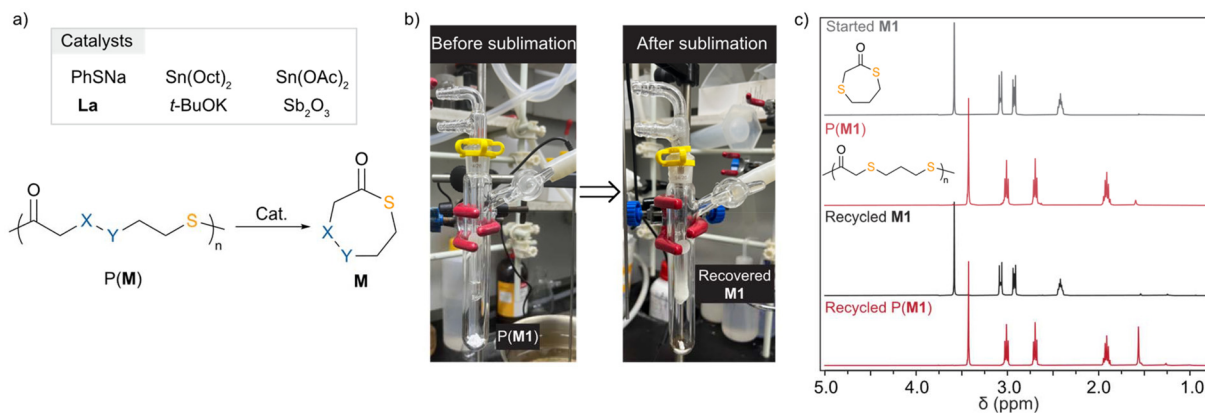 a)
Catalysts
PhSNa Sn(Oct)₂ Sn(OAc)₂
La t-BuOK Sb₂O₃
O
X
Y
S
n
P(M)
Cat.
O
S
X
Y
M
b)
Before sublimation
P(M1)
After sublimation
Recovered
M1
c)
Started M1
O
S
S
P(M1)
O
S
S
n
Recycled M1
Recycled P(M1)
5.0 4.0 3.0 2.0 1.0
δ (ppm)